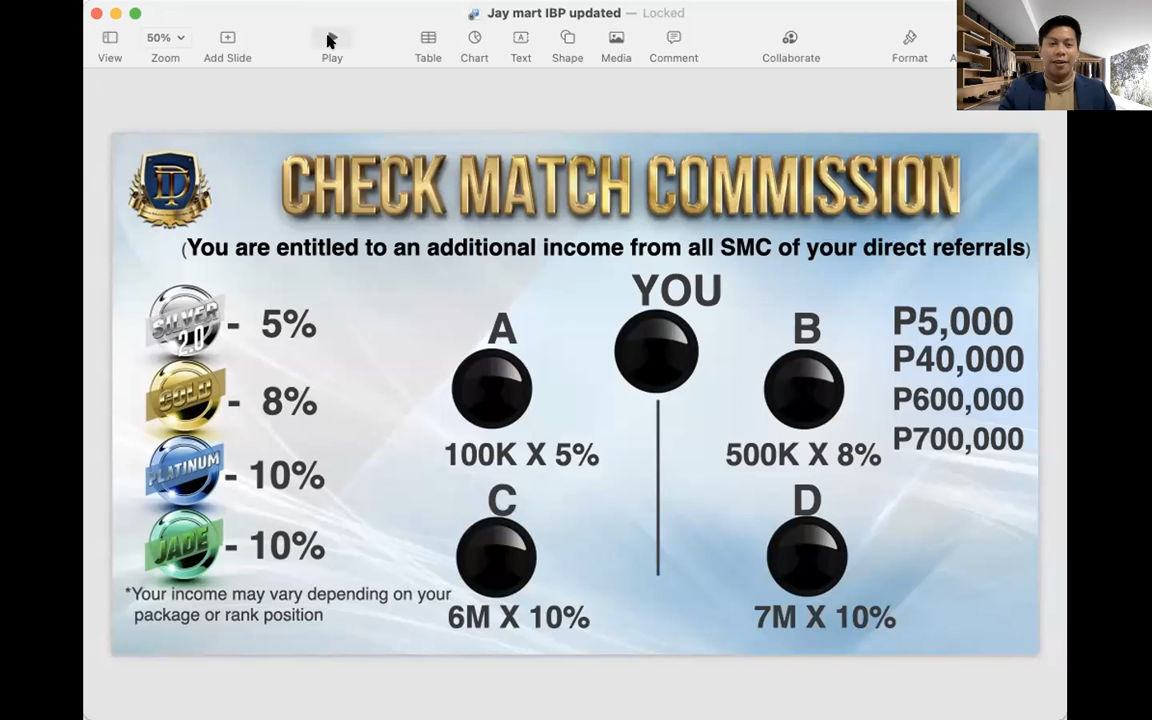 Jay mart IBP updated — Locked
50%
View
Zoom
Add Slide
Play
Table
Chart
Text
Shape
Media
Comment
Collaborate
Format
CHECK MATCH COMMISSION
(You are entitled to an additional income from all SMC of your direct referrals)
YOU
SILVER 2.0 - 5%
GOLD - 8%
PLATINUM - 10%
JADE - 10%
A
100K X 5%
B
500K X 8%
C
6M X 10%
D
7M X 10%
P5,000
P40,000
P600,000
P700,000
*Your income may vary depending on your
package or rank position